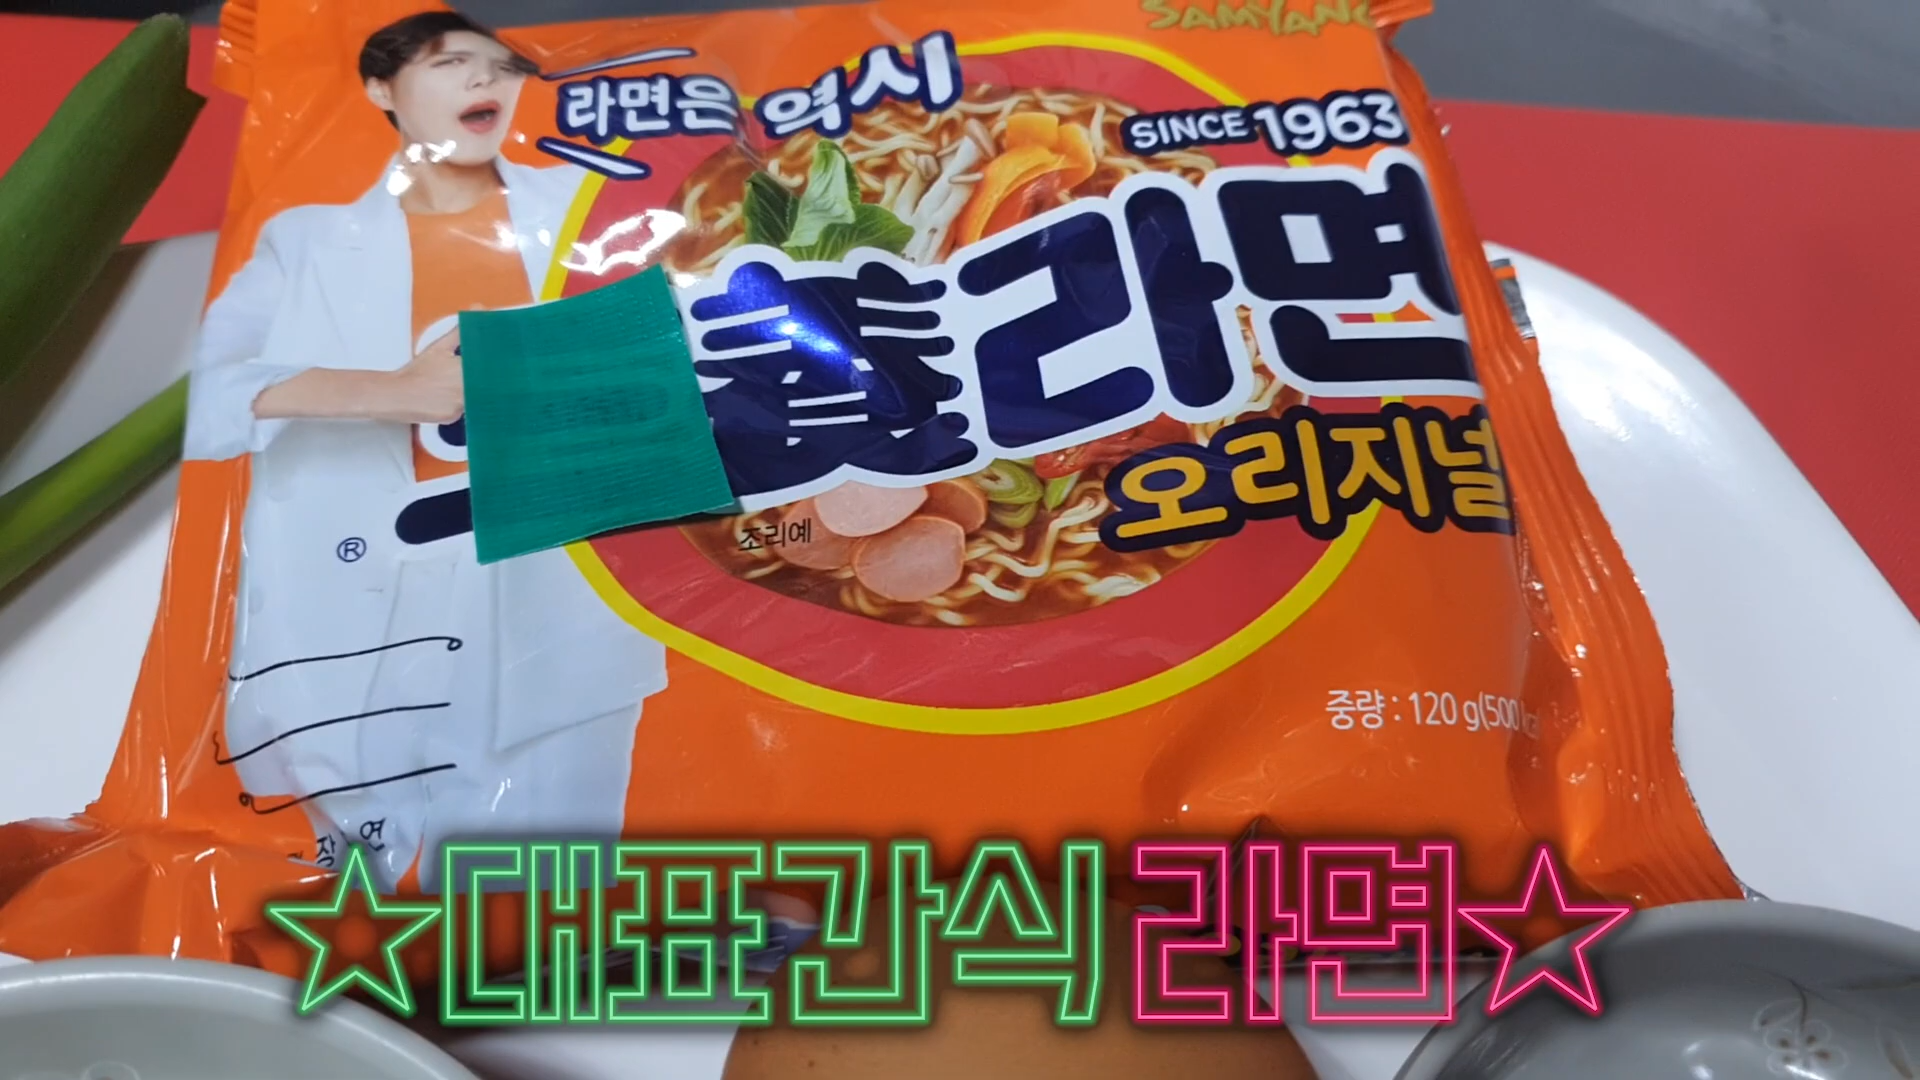 SAMYANG
라면은 역시
SINCE 1963
養라면
오리지널
®
조리예
중량 : 120 g(500
☆대표간식 라면☆